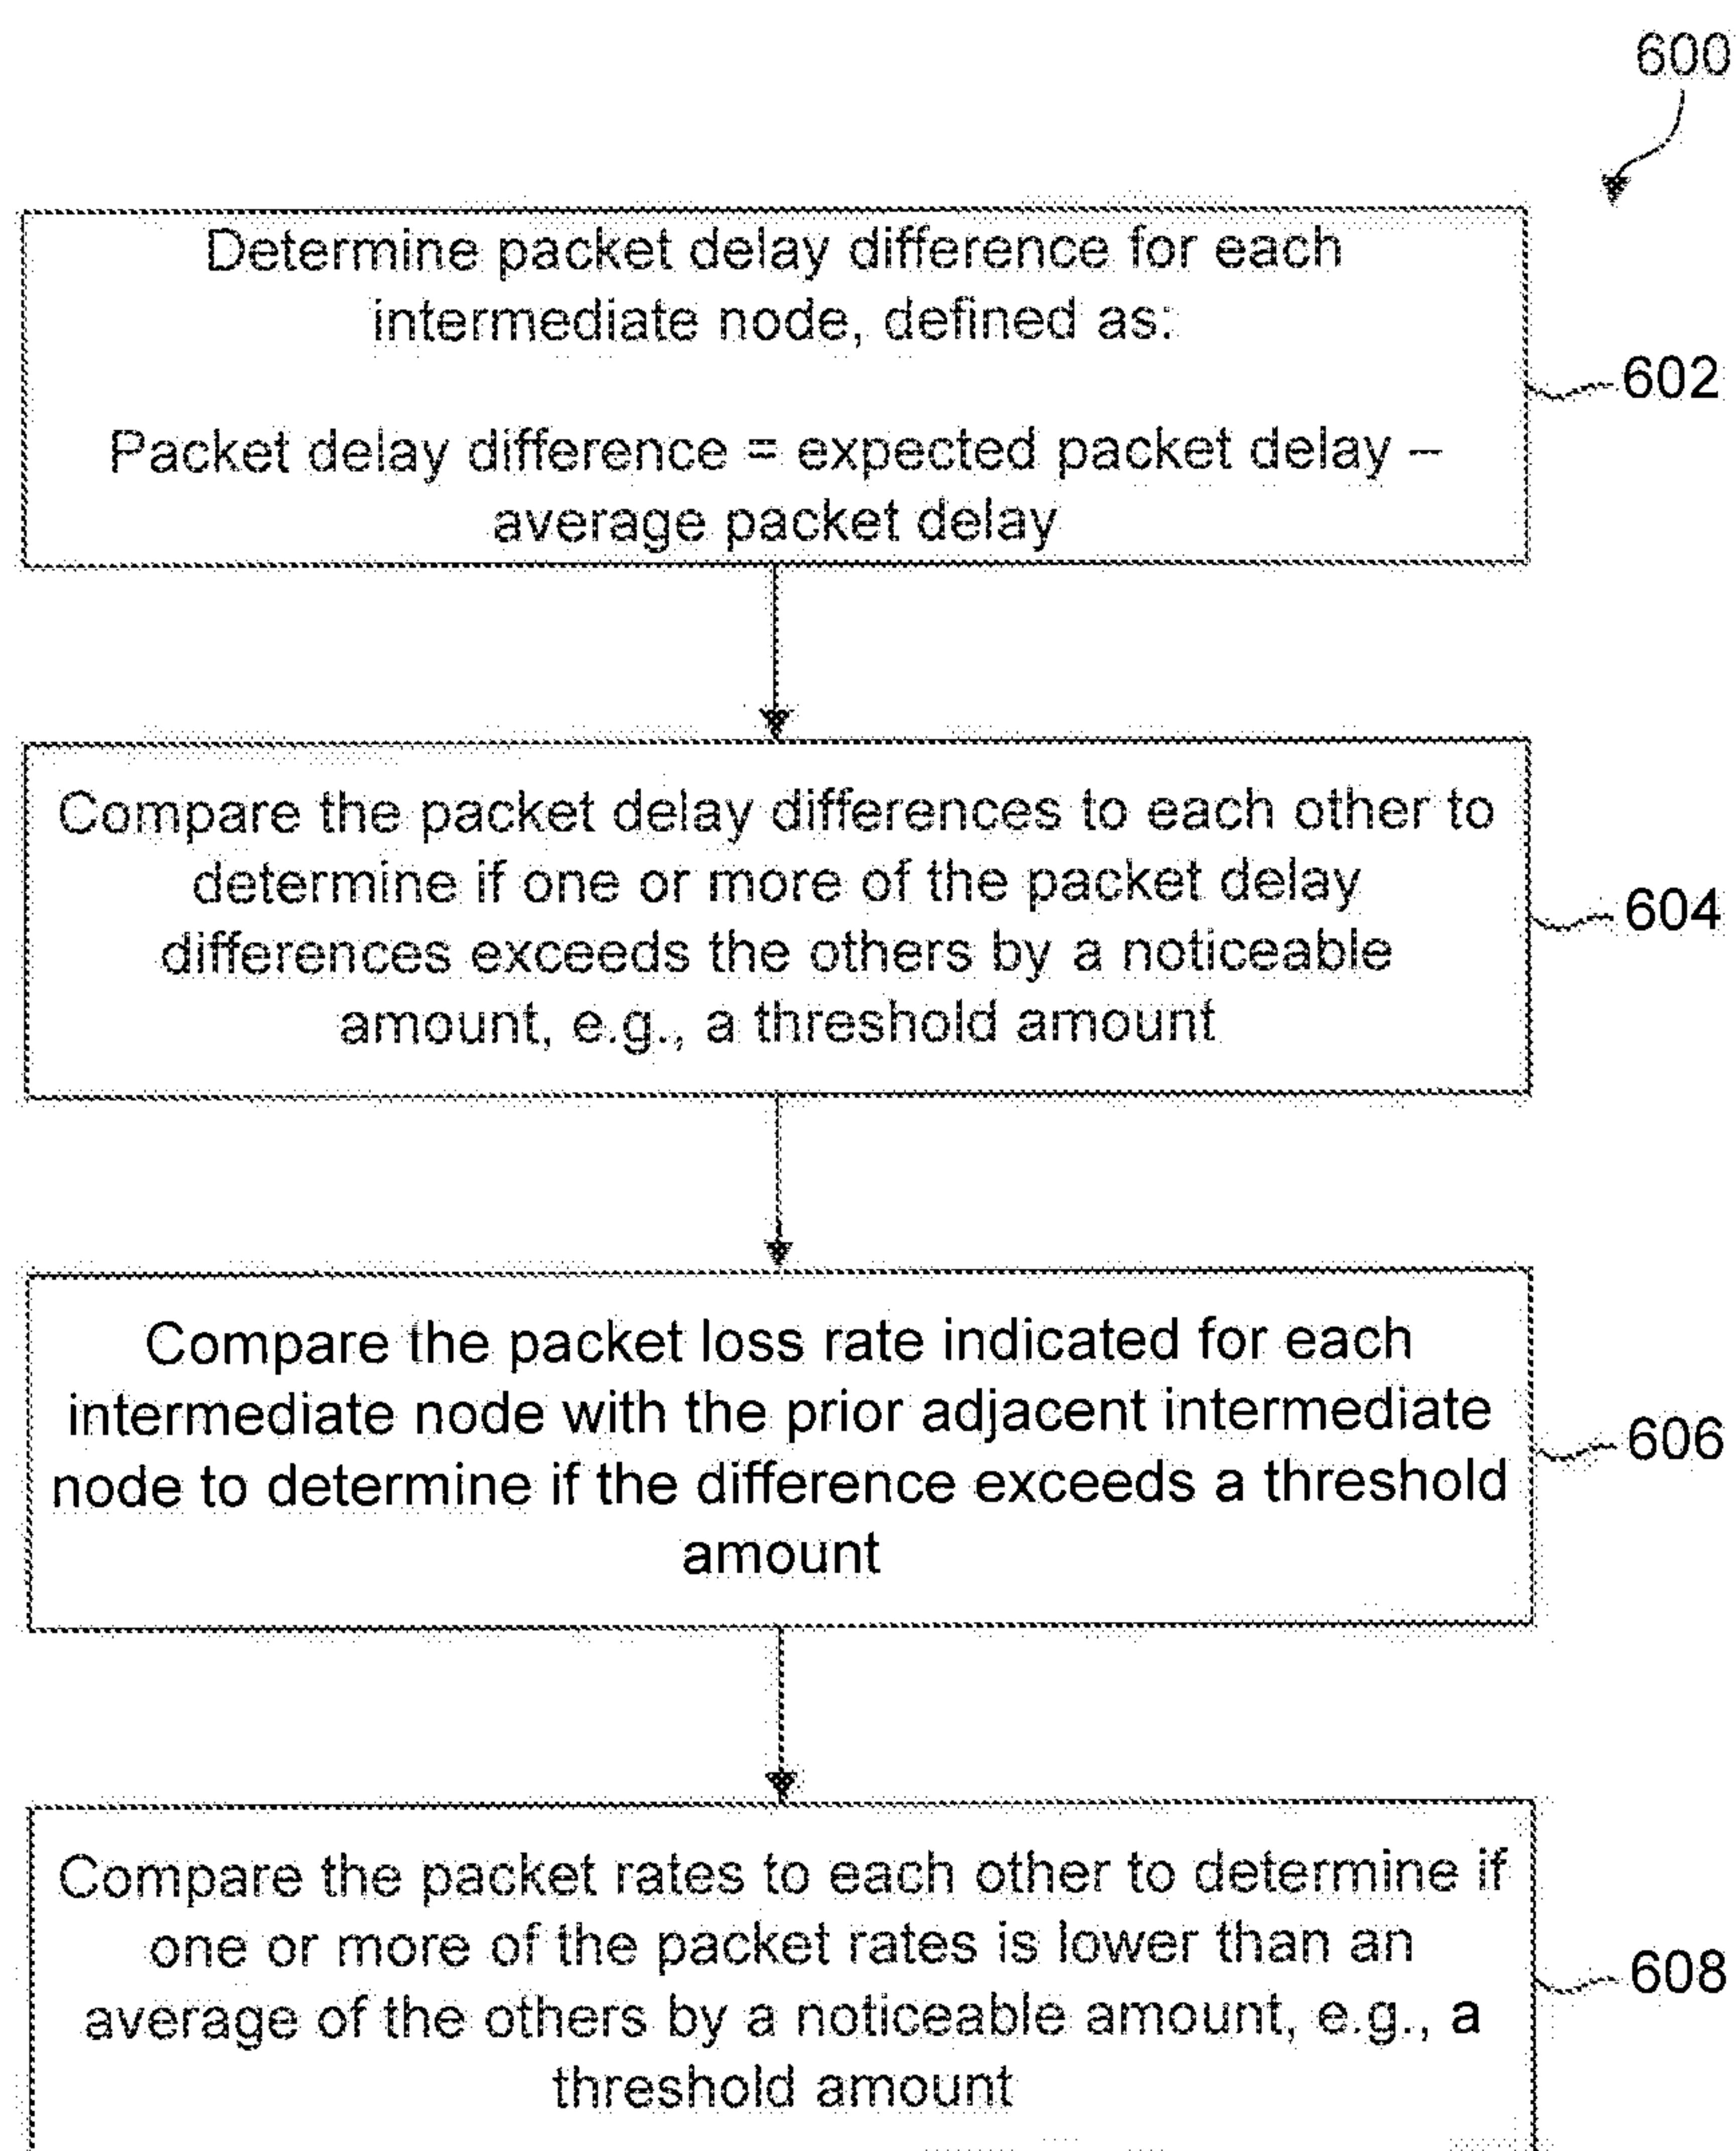 600
Determine packet delay difference for each
intermediate node, defined as:
Packet delay difference = expected packet delay –
average packet delay
602
Compare the packet delay differences to each other to
determine if one or more of the packet delay
differences exceeds the others by a noticeable
amount, e.g., a threshold amount
604
Compare the packet loss rate indicated for each
intermediate node with the prior adjacent intermediate
node to determine if the difference exceeds a threshold
amount
606
Compare the packet rates to each other to determine if
one or more of the packet rates is lower than an
average of the others by a noticeable amount, e.g., a
threshold amount
608